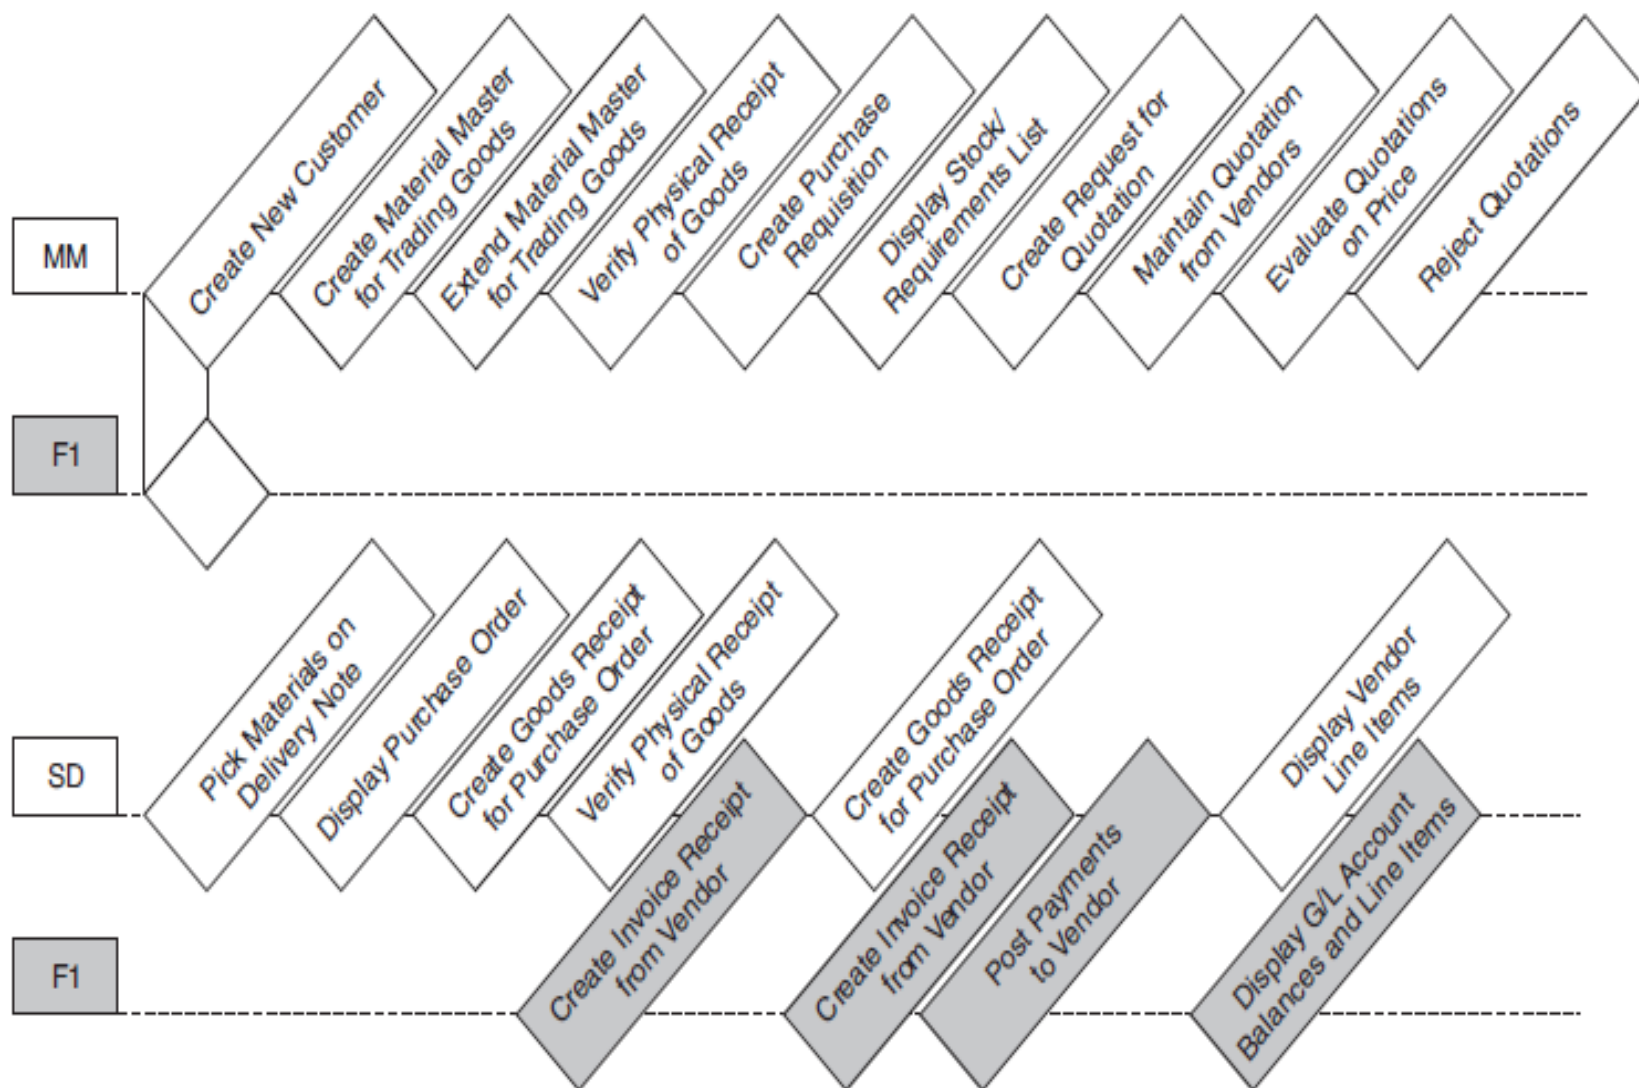 MM
Create New Customer
Create Material Master
for Trading Goods
Extend Material Master
for Trading Goods
Verify Physical Receipt
of Goods
Create Purchase
Requisition
Display Stock/
Requirements List
Create Request for
Quotation
Maintain Quotation
from Vendors
Evaluate Quotations
on Price
Reject Quotations
F1
SD
Pick Materials on
Delivery Note
Display Purchase Order
Create Goods Receipt
for Purchase Order
Verify Physical Receipt
of Goods
Create Goods Receipt
for Purchase Order
Display Vendor
Line Items
F1
Create Invoice Receipt
from Vendor
Create Invoice Receipt
from Vendor
Post Payments
to Vendor
Display G/L Account
Balances and Line Items